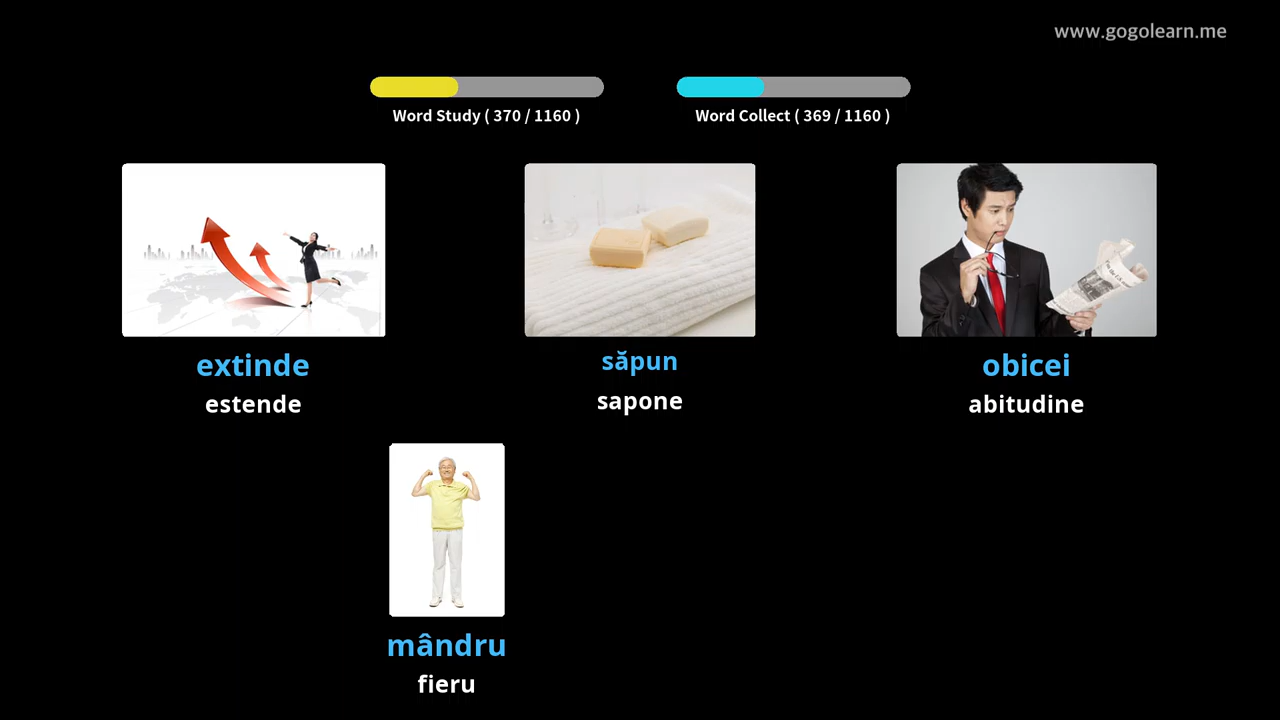 www.gogolearn.me
Word Study ( 370 / 1160 )
Word Collect ( 369 / 1160 )
extinde
estende
săpun
sapone
obicei
abitudine
mândru
fieru